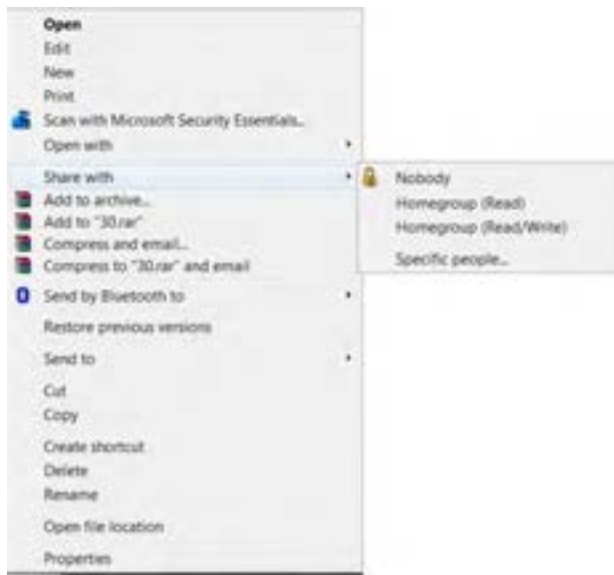 Open
Edit
New
Print
Scan with Microsoft Security Essentials...
Open with
Share with
Add to archive...
Add to "30.rar"
Compress and email...
Compress to "30.rar" and email
Send by Bluetooth to
Restore previous versions
Send to
Cut
Copy
Create shortcut
Delete
Rename
Open file location
Properties
Nobody
Homegroup (Read)
Homegroup (Read/Write)
Specific people...